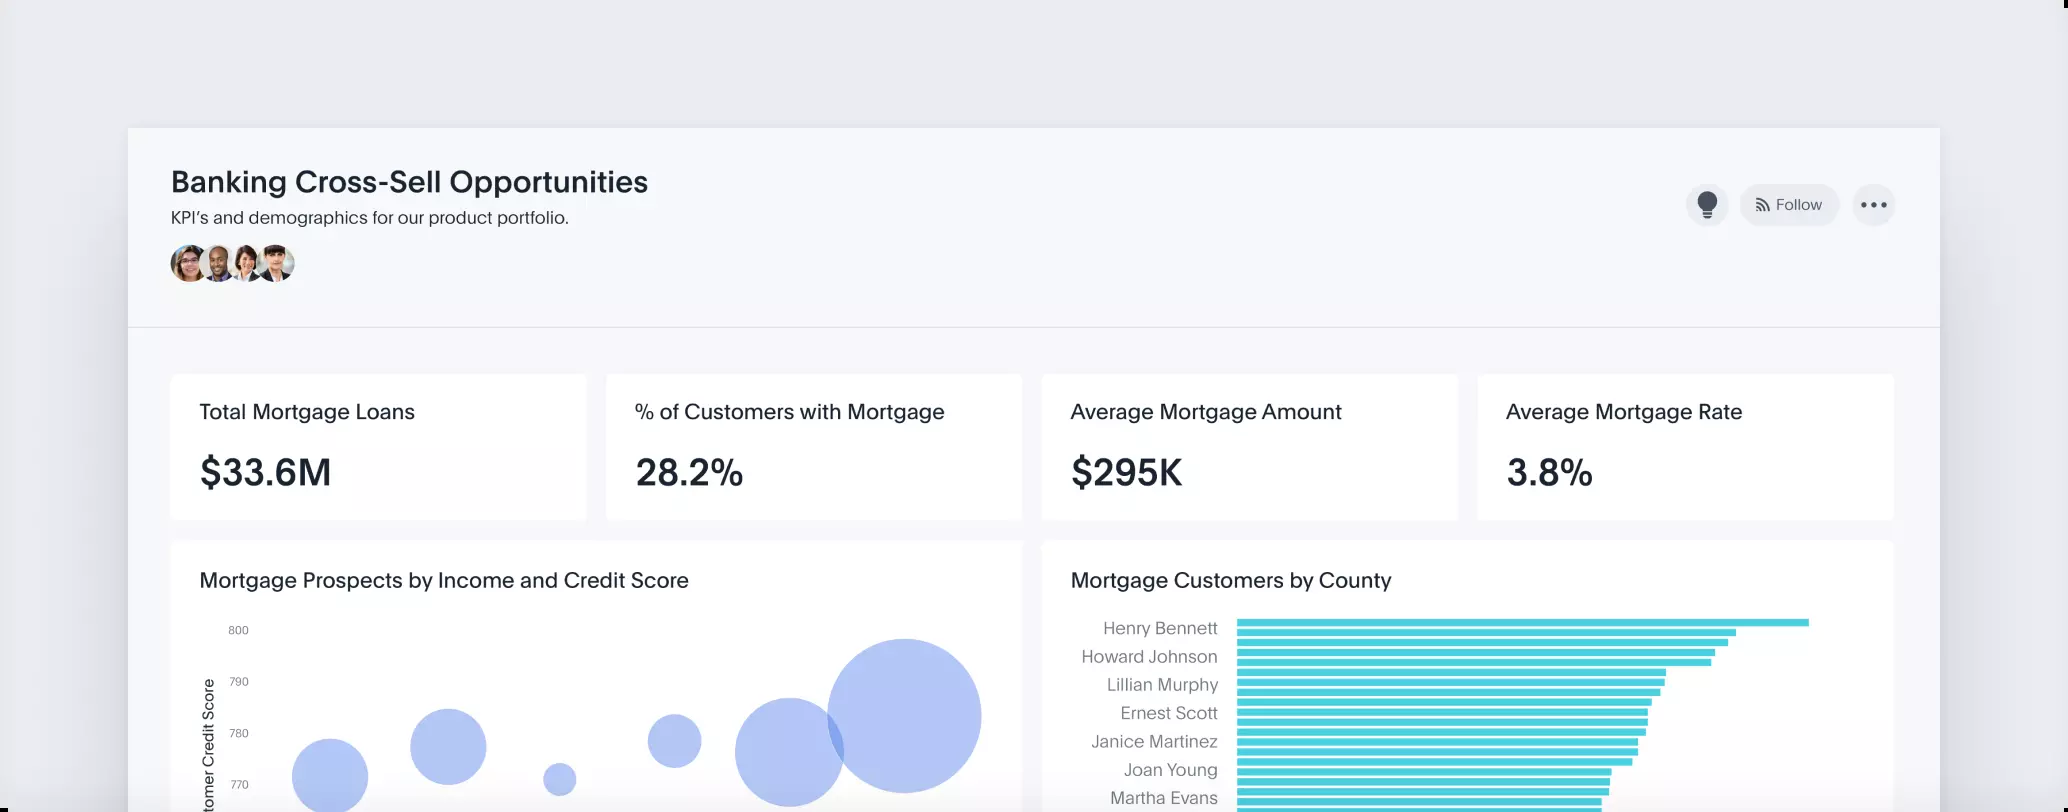 Banking Cross-Sell Opportunities
KPI's and demographics for our product portfolio.
Follow
Total Mortgage Loans
$33.6M
% of Customers with Mortgage
28.2%
Average Mortgage Amount
$295K
Average Mortgage Rate
3.8%
Mortgage Prospects by Income and Credit Score
800
790
780
770
tomer Credit Score
Mortgage Customers by County
Henry Bennett
Howard Johnson
Lillian Murphy
Ernest Scott
Janice Martinez
Joan Young
Martha Evans